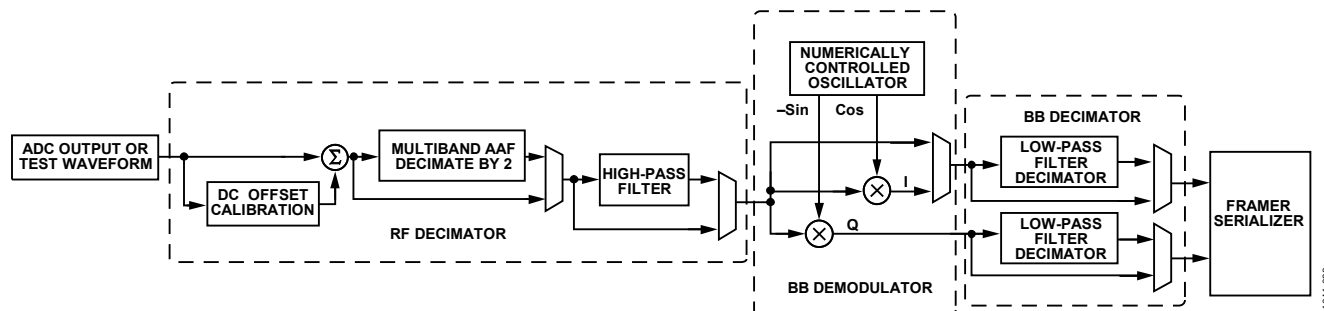 NUMERICALLY
CONTROLLED
OSCILLATOR
–Sin
Cos
BB DECIMATOR
ADC OUTPUT OR
TEST WAVEFORM
Σ
MULTIBAND AAF
DECIMATE BY 2
HIGH-PASS
FILTER
LOW-PASS
FILTER
DECIMATOR
DC OFFSET
CALIBRATION
I
FRAMER
SERIALIZER
RF DECIMATOR
Q
LOW-PASS
FILTER
DECIMATOR
BB DEMODULATOR